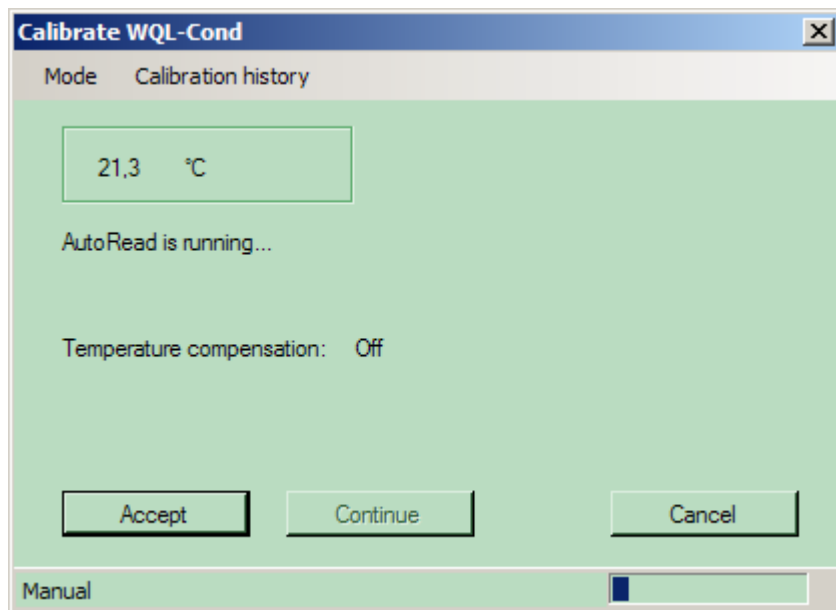 Calibrate WQL-Cond
Mode Calibration history
21,3 °C
AutoRead is running...
Temperature compensation: Off
Accept Continue Cancel
Manual